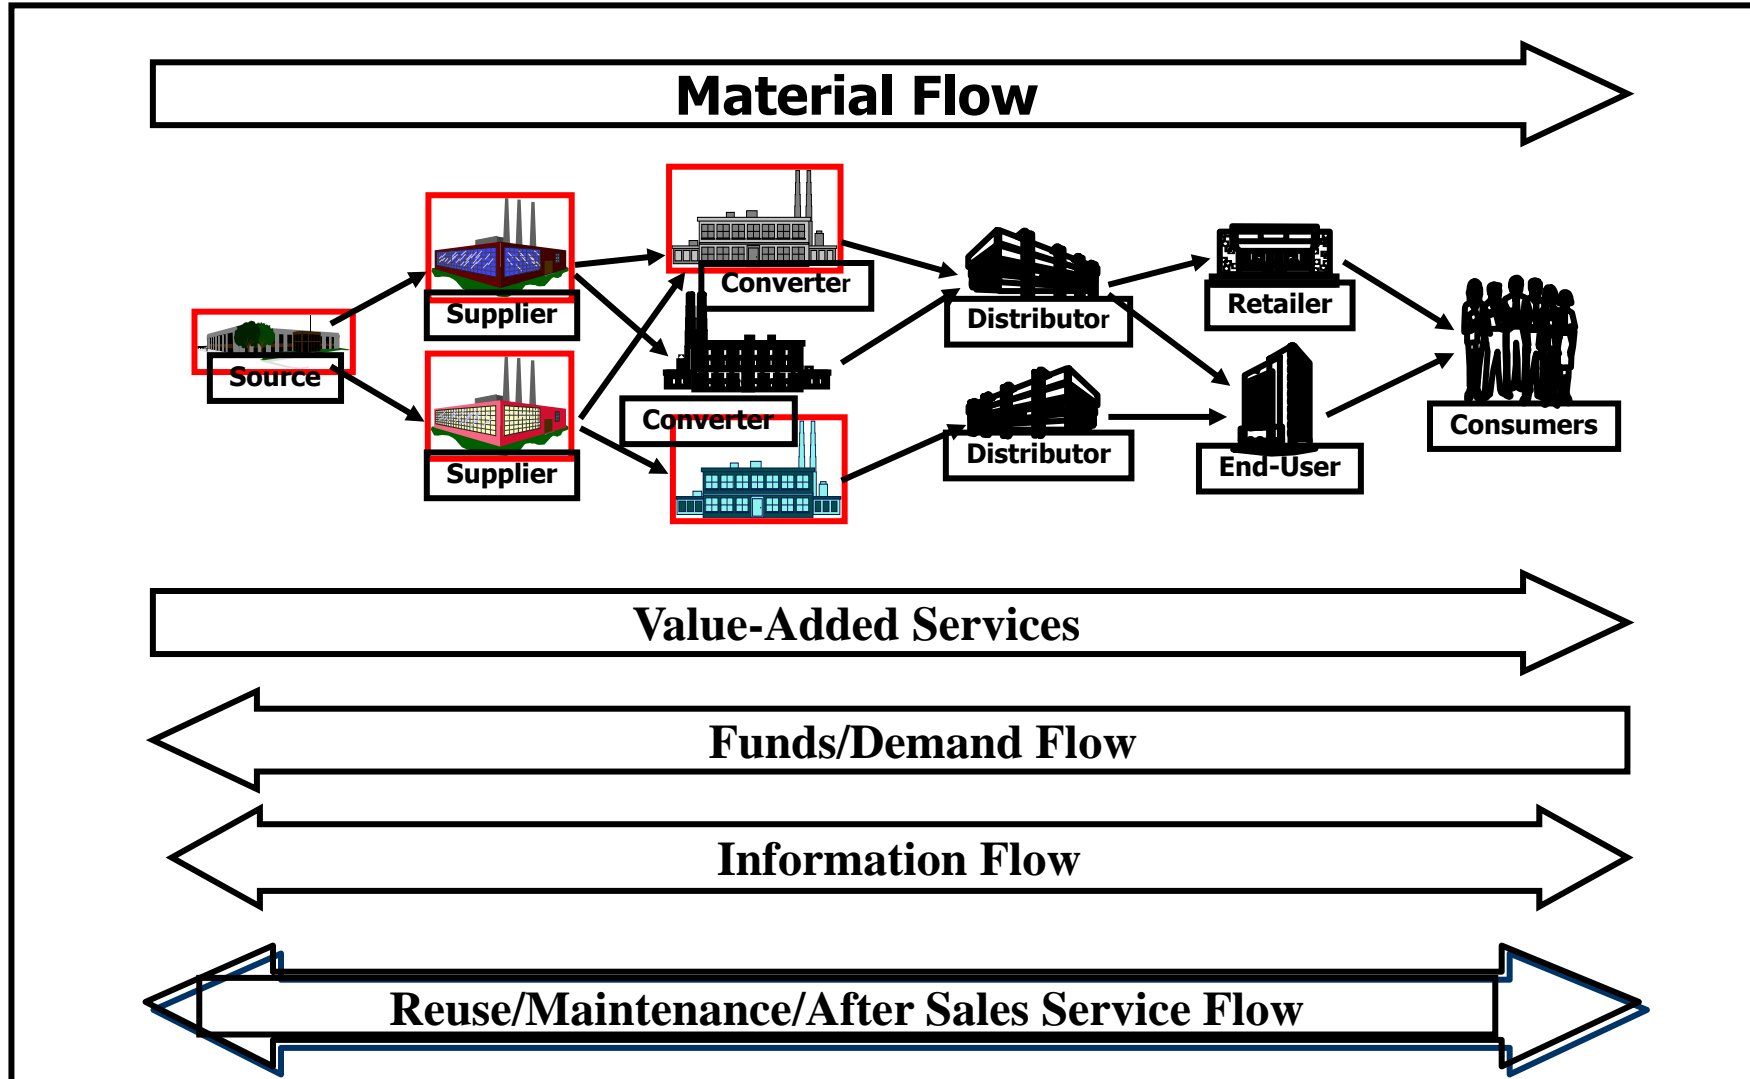 Material Flow
Source
Supplier
Supplier
Converter
Converter
Distributor
Distributor
Retailer
End-User
Consumers
Value-Added Services
Funds/Demand Flow
Information Flow
Reuse/Maintenance/After Sales Service Flow